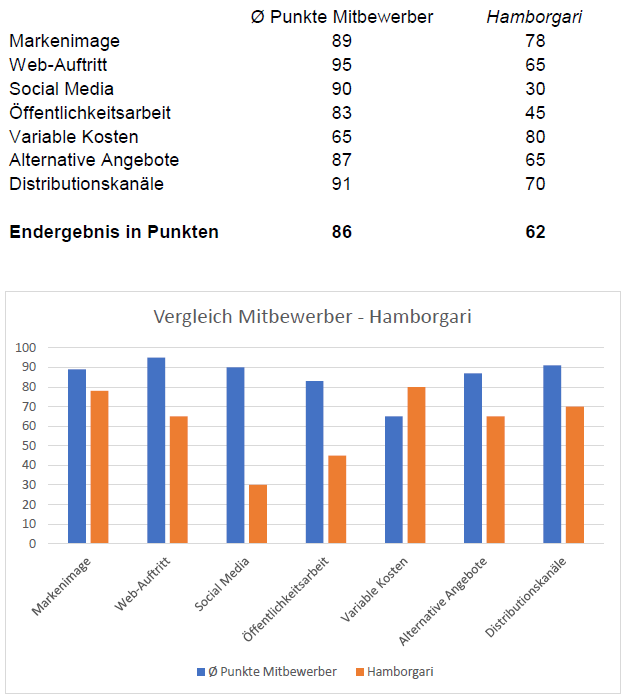 Ø Punkte Mitbewerber Hamborgari
Markenimage 89 78
Web-Auftritt 95 65
Social Media 90 30
Öffentlichkeitsarbeit 83 45
Variable Kosten 65 80
Alternative Angebote 87 65
Distributionskanäle 91 70
Endergebnis in Punkten 86 62
Vergleich Mitbewerber - Hamborgari
100
90
80
70
60
50
40
30
20
10
0
Markenimage
Web-Auftritt
Social Media
Öffentlichkeitsarbeit
Variable Kosten
Alternative Angebote
Distributionskanäle
Ø Punkte Mitbewerber Hamborgari